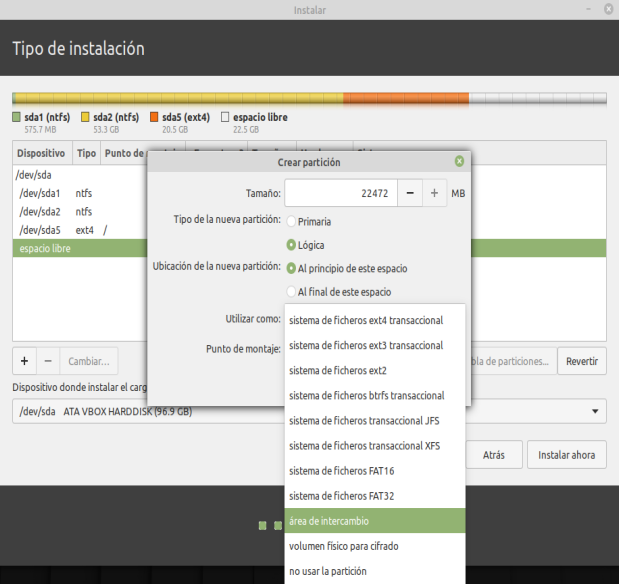 Instalar
Tipo de instalación
sda1 (ntfs) sda2 (ntfs) sda5 (ext4) espacio libre
575.7 MB 53.3 GB 20.5 GB 22.5 GB
Dispositivo Tipo Punto de
/dev/sda
/dev/sda1 ntfs
/dev/sda2 ntfs
/dev/sda5 ext4 /
espacio libre
Crear partición
Tamaño: 22472 − + MB
Tipo de la nueva partición: Primaria
Lógica
Ubicación de la nueva partición: Al principio de este espacio
Al final de este espacio
Utilizar como:
Punto de montaje:
sistema de ficheros ext4 transaccional
sistema de ficheros ext3 transaccional
sistema de ficheros ext2
sistema de ficheros btrfs transaccional
sistema de ficheros transaccional JFS
sistema de ficheros transaccional XFS
sistema de ficheros FAT16
sistema de ficheros FAT32
área de intercambio
volumen físico para cifrado
no usar la partición
+ − Cambiar... bla de particiones... Revertir
Dispositivo donde instalar el carg
/dev/sda ATA VBOX HARDDISK (96.9 GB)
Atrás Instalar ahora